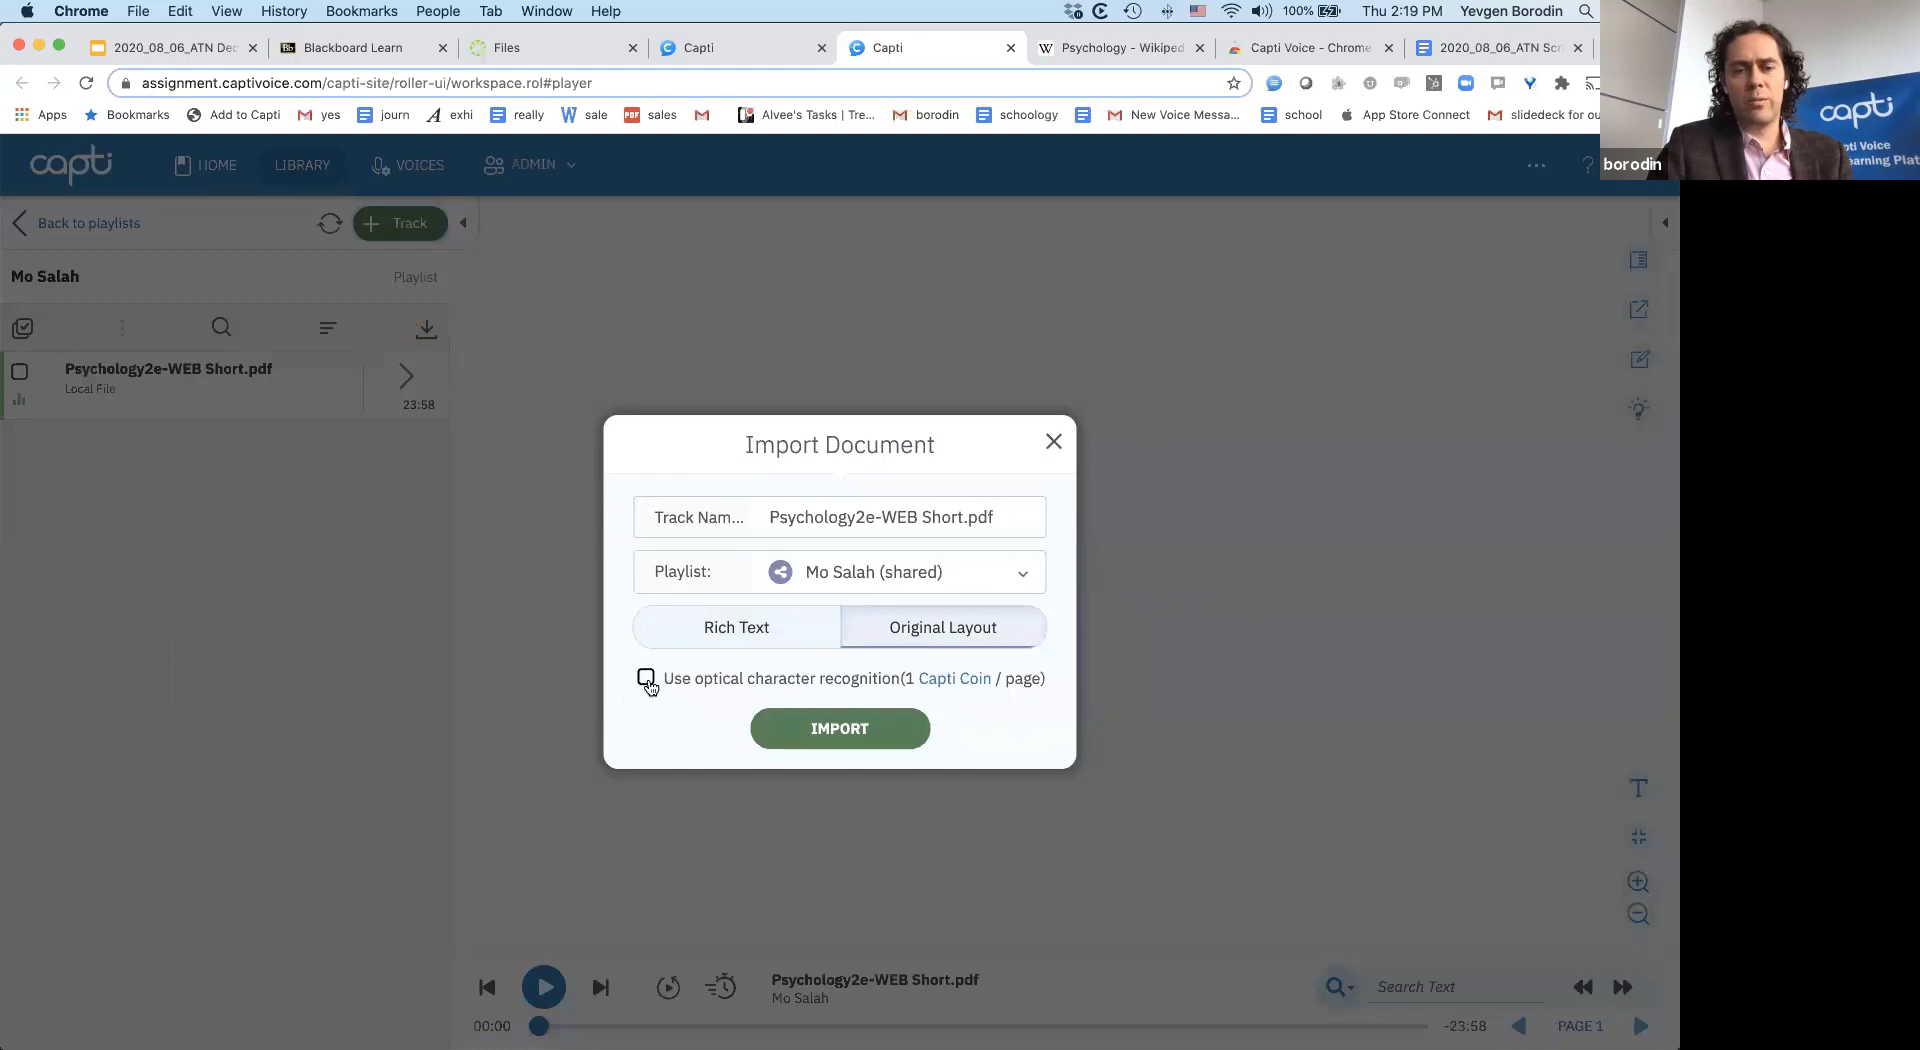 Chrome File Edit View History Bookmarks People Tab Window Help 100% Thu 2:19 PM Yevgen Borodin
2020_08_06_ATN Dec Blackboard Learn Files Capti Capti Psychology - Wikiped Capti Voice - Chrome 2020_08_06_ATN Scr
assignment.captivoice.com/capti-site/roller-ui/workspace.rol#player
Apps Bookmarks Add to Capti yes journ exhi really sale sales Alvee's Tasks | Tre... borodin schoology New Voice Messa... school App Store Connect slidedeck for ou
capti HOME LIBRARY VOICES ADMIN ... ?
capti
pti Voice
earning Plat
borodin
Back to playlists + Track
Mo Salah Playlist
Psychology2e-WEB Short.pdf
Local File
23:58
Import Document
Track Nam... Psychology2e-WEB Short.pdf
Playlist: Mo Salah (shared)
Rich Text Original Layout
Use optical character recognition(1 Capti Coin / page)
IMPORT
T
Psychology2e-WEB Short.pdf
Mo Salah
Search Text
00:00 -23:58 PAGE 1